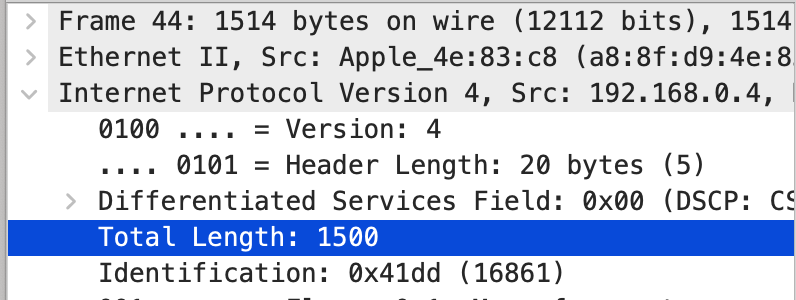 Frame 44: 1514 bytes on wire (12112 bits), 1514
Ethernet II, Src: Apple_4e:83:c8 (a8:8f:d9:4e:8
Internet Protocol Version 4, Src: 192.168.0.4,
0100 .... = Version: 4
.... 0101 = Header Length: 20 bytes (5)
Differentiated Services Field: 0x00 (DSCP: CS
Total Length: 1500
Identification: 0x41dd (16861)